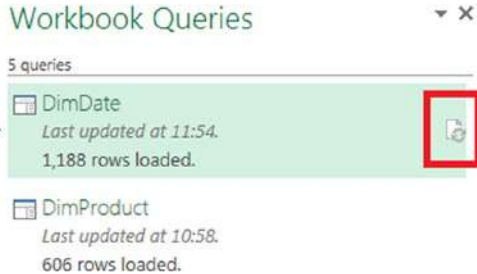 Workbook Queries
5 queries
DimDate
Last updated at 11:54.
1,188 rows loaded.
DimProduct
Last updated at 10:58.
606 rows loaded.